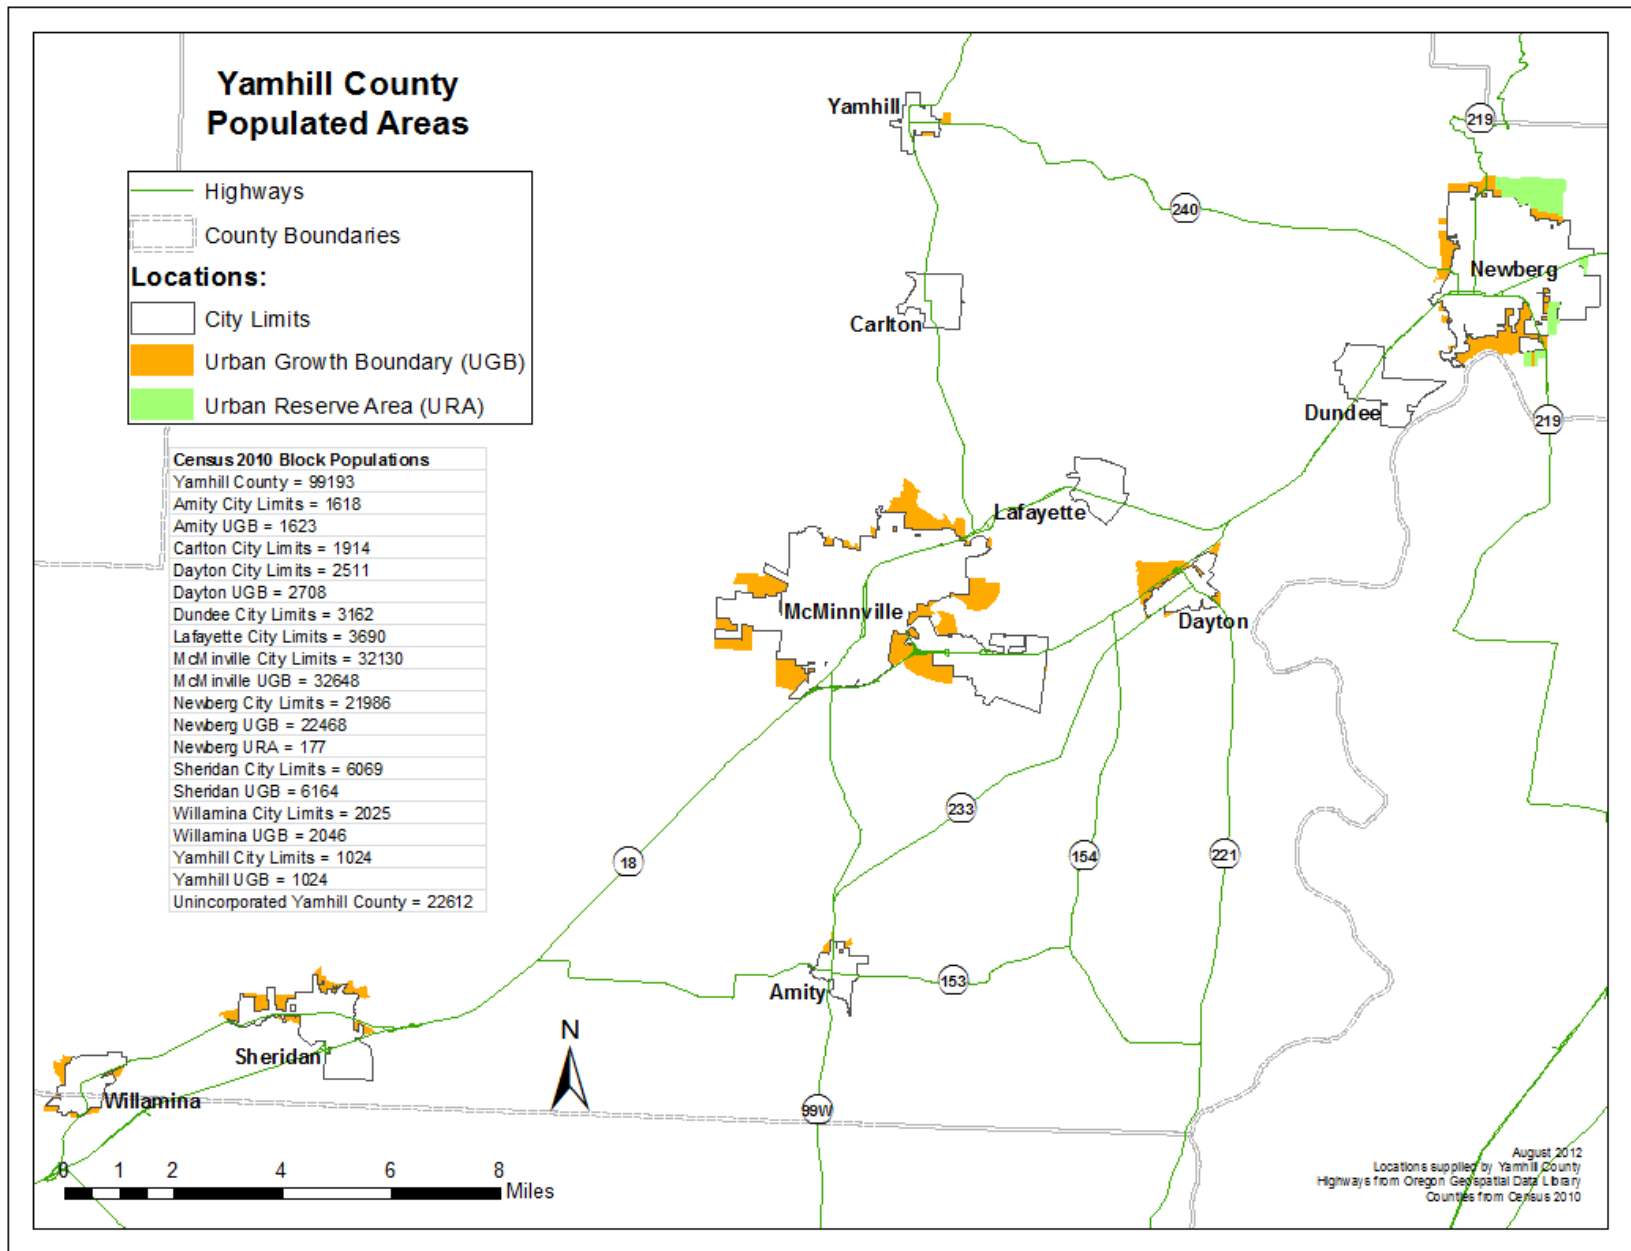 Yamhill County
Populated Areas
Highways
County Boundaries
Locations:
City Limits
Urban Growth Boundary (UGB)
Urban Reserve Area (URA)
Census 2010 Block Populations
Yamhill County = 99193
Amity City Limits = 1618
Amity UGB = 1623
Carlton City Limits = 1914
Dayton City Limits = 2511
Dayton UGB = 2708
Dundee City Limits = 3162
Lafayette City Limits = 3690
McMinville City Limits = 32130
McMinville UGB = 32648
Newberg City Limits = 21986
Newberg UGB = 22468
Newberg URA = 177
Sheridan City Limits = 6069
Sheridan UGB = 6164
Willamina City Limits = 2025
Willamina UGB = 2046
Yamhill City Limits = 1024
Yamhill UGB = 1024
Unincorporated Yamhill County = 22612
Yamhill
219
240
Newberg
Carlton
Dundee
219
Lafayette
McMinnville
Dayton
233
18
154
221
Amity
153
Sheridan
N
Willamina
99W
0 1 2 4 6 8
Miles
August 2012
Locations supplied by Yamhill County
Highways from Oregon Geospatial Data Library
Counties from Census 2010